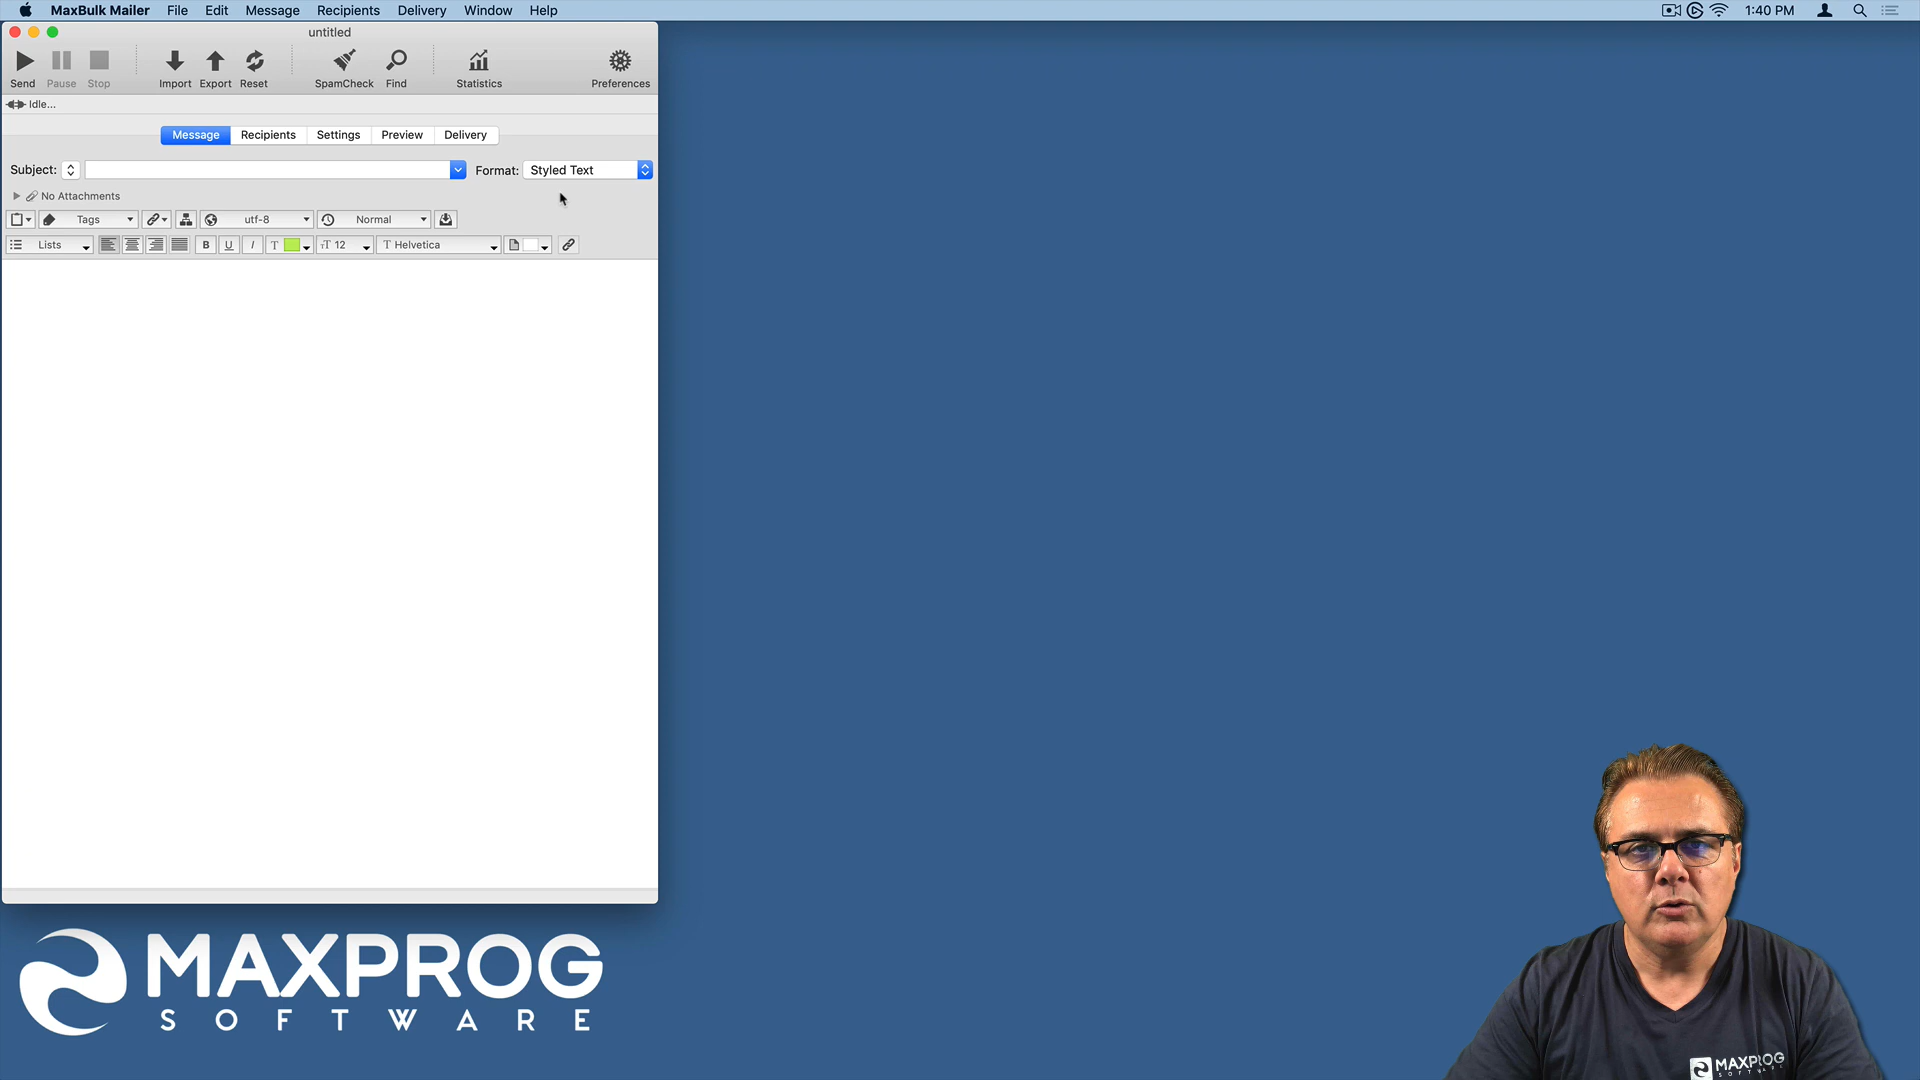 MaxBulk Mailer File Edit Message Recipients Delivery Window Help 1:40 PM
untitled
Send Pause Stop Import Export Reset SpamCheck Find Statistics Preferences
Idle...
Message Recipients Settings Preview Delivery
Subject: Format: Styled Text
No Attachments
Tags utf-8 Normal
Lists B U I T T 12 T Helvetica
MAXPROG
SOFTWARE
MAXPROG
SOFTWARE